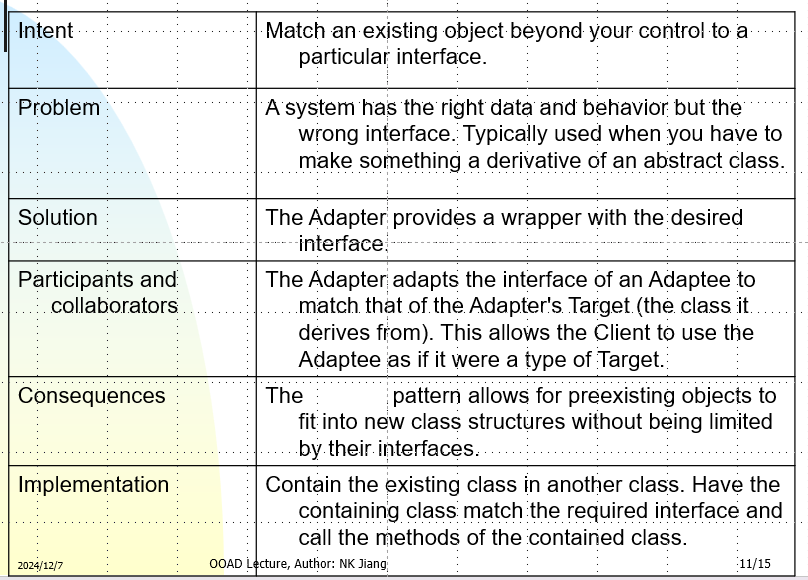 Intent
Match an existing object beyond your control to a
particular interface.
Problem
A system has the right data and behavior but the
wrong interface. Typically used when you have to
make something a derivative of an abstract class.
Solution
The Adapter provides a wrapper with the desired
interface.
Participants and
collaborators
The Adapter adapts the interface of an Adaptee to
match that of the Adapter's Target (the class it
derives from). This allows the Client to use the
Adaptee as if it were a type of Target.
Consequences
The pattern allows for preexisting objects to
fit into new class structures without being limited
by their interfaces.
Implementation
Contain the existing class in another class. Have the
containing class match the required interface and
call the methods of the contained class.
2024/12/7
OOAD Lecture, Author: NK Jiang
11/15